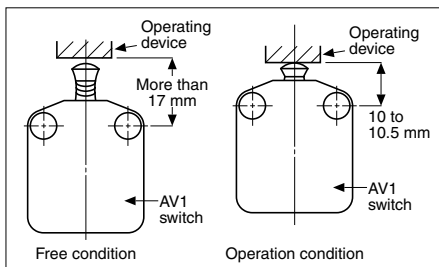 Operating
device
More than
17 mm
AV1
switch
Free condition
Operating
device
10 to
10.5 mm
AV1
switch
Operation condition